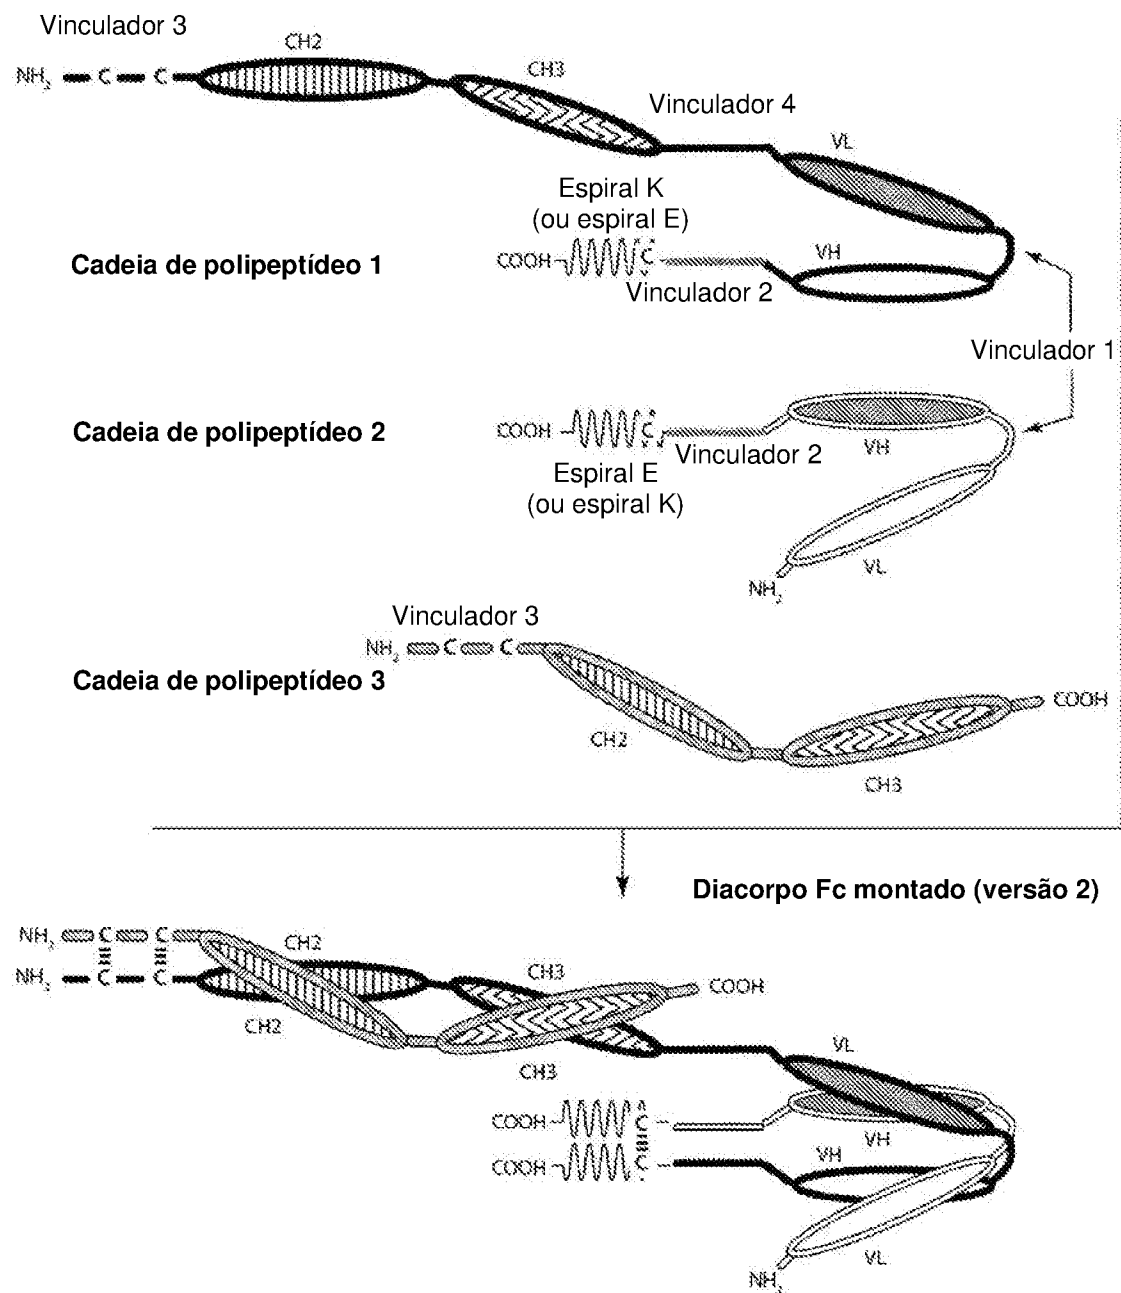 Vinculador 3
CH2
NH2 C C
CH3
Vinculador 4
VL
Espiral K
(ou espiral E)
COOH C
VH
Cadeia de polipeptídeo 1
Vinculador 2
Vinculador 1
Cadeia de polipeptídeo 2
COOH C
Vinculador 2
VH
Espiral E
(ou espiral K)
VL
NH2
Vinculador 3
NH2 C C
Cadeia de polipeptídeo 3
COOH
CH2
CH3
Diacorpo Fc montado (versão 2)
NH2 C C
CH2
CH3
NH2 C C
COOH
CH2
CH3
VL
COOH C
VH
VH
COOH C
VL
NH2